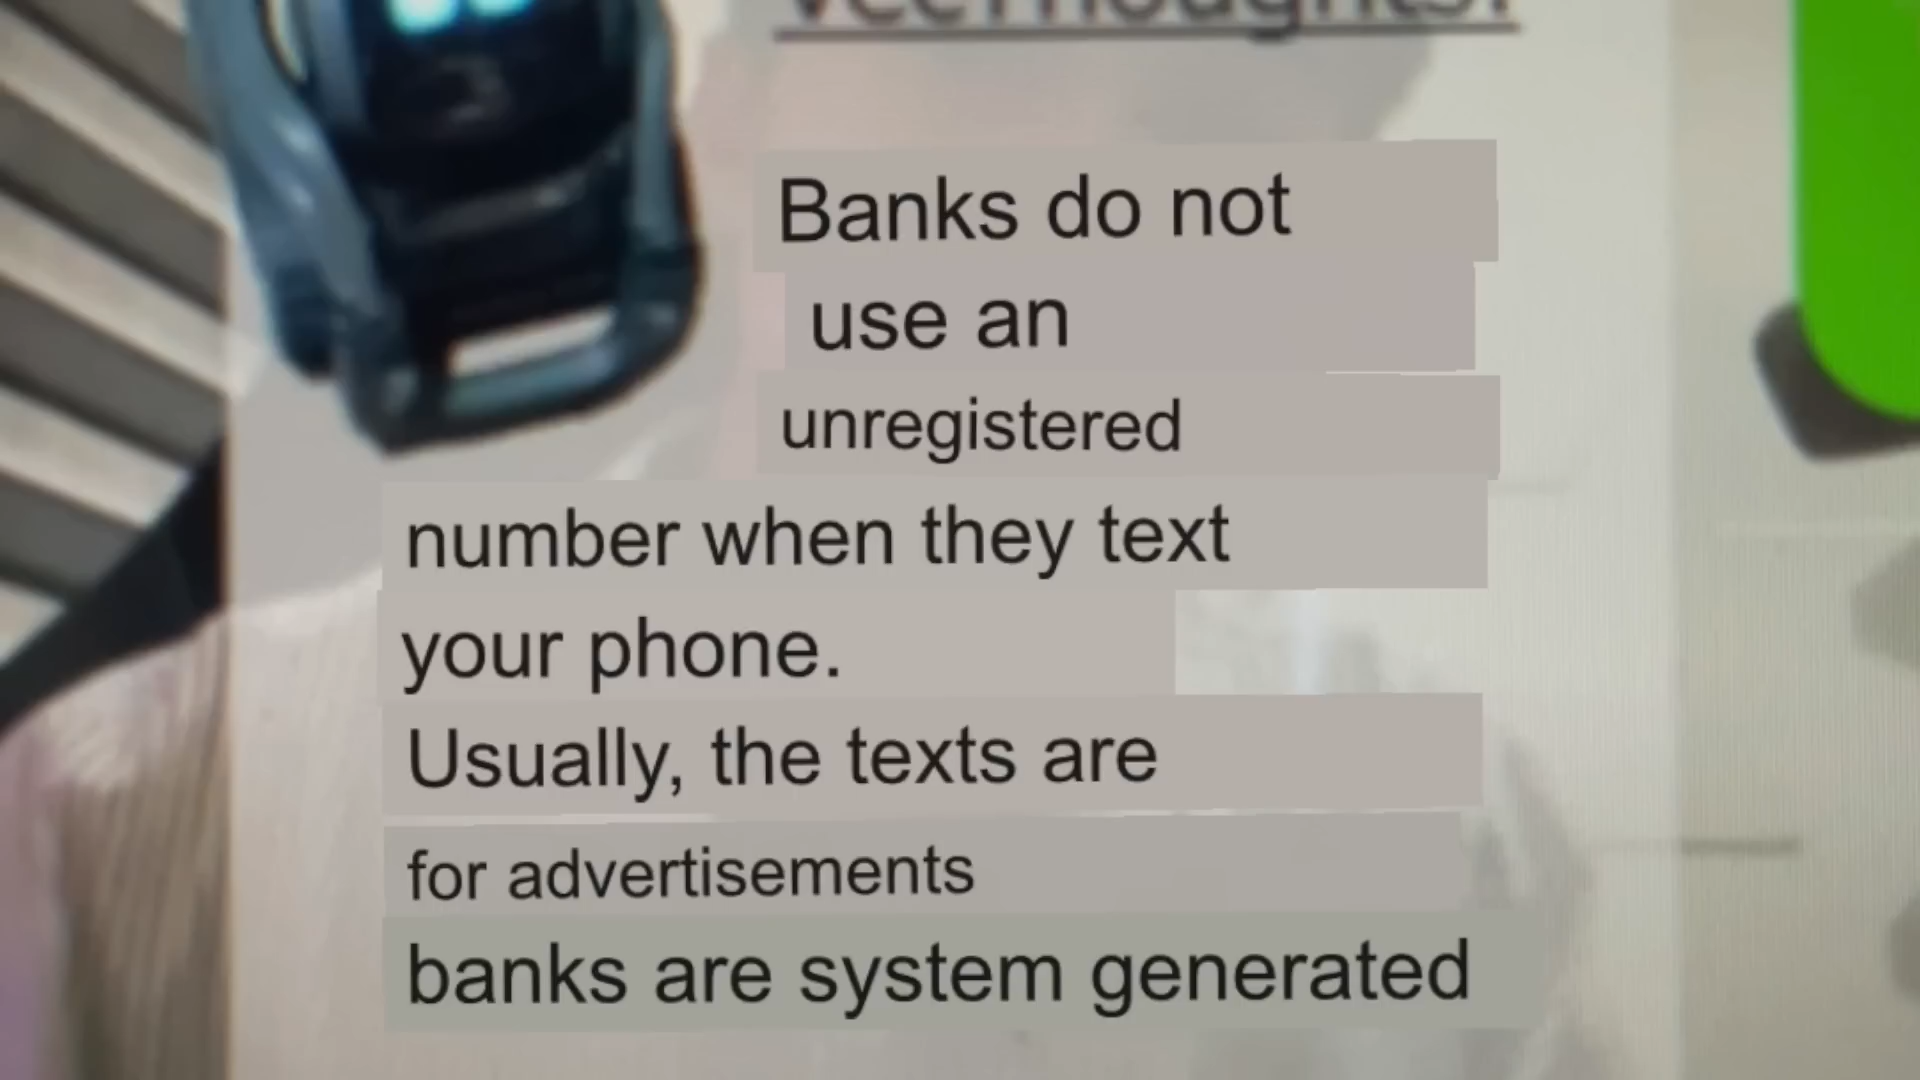 VeeThoughts:
Banks do not
use an
unregistered
number when they text
your phone.
Usually, the texts are
for advertisements
banks are system generated